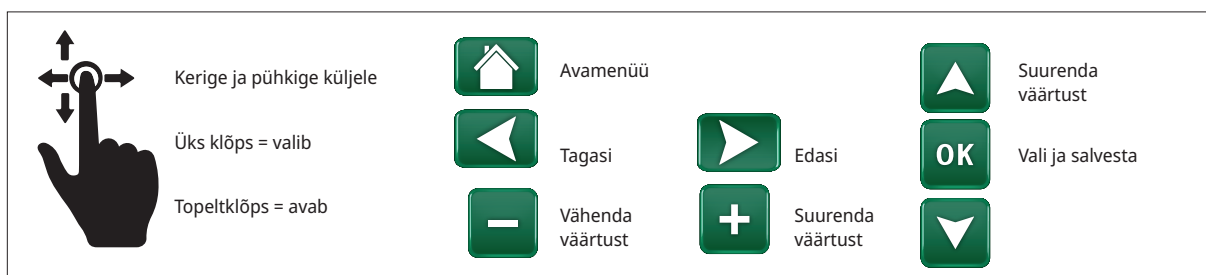 Kerige ja pühkige küljele
Üks klõps = valib
Topeltklõps = avab
Avamenüü
Tagasi
Edasi
Vähenda
väärtust
Suurenda
väärtust
Suurenda
väärtust
OK
Vali ja salvesta